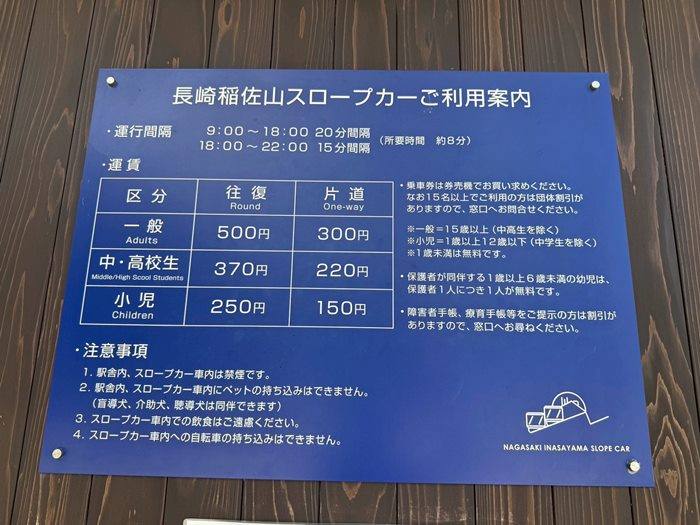 長崎稲佐山スロープカーご利用案内
・運行間隔 9:00～18:00 20分間隔
18:00～22:00 15分間隔 (所要時間 約8分)
・運賃
区分 往復 片道
Round One-way
一般 500円 300円
Adults
中・高校生 370円 220円
Middle/High Scool Students
小児 250円 150円
Children
・乗車券は券売機でお買い求めください。
なお15名以上でご利用の方は団体割引が
ありますので、窓口へお問合せください。
※一般=15歳以上(中高生を除く)
※小児=1歳以上12歳以下(中学生を除く)
※1歳未満は無料です。
・保護者が同伴する1歳以上6歳未満の幼児は、
保護者1人につき1人が無料です。
・障害者手帳、療育手帳等をご提示の方は割引が
ありますので、窓口へお尋ねください。
・注意事項
1. 駅舎内、スロープカー車内は禁煙です。
2. 駅舎内、スロープカー車内にペットの持ち込みはできません。
(盲導犬、介助犬、聴導犬は同伴できます)
3. スロープカー車内での飲食はご遠慮ください。
4. スロープカー車内への自転車の持ち込みはできません。
NAGASAKI INASAYAMA SLOPE CAR